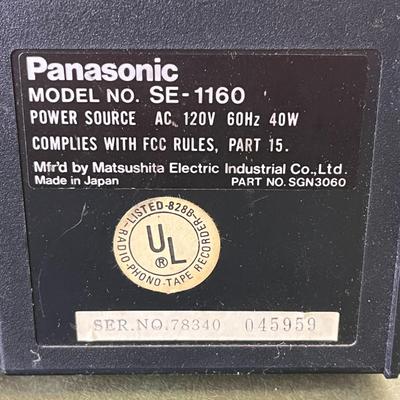 Panasonic
MODEL NO. SE-1160
POWER SOURCE AC 120V 60Hz 40W
COMPLIES WITH FCC RULES, PART 15.
Mfr'd by Matsushita Electric Industrial Co., Ltd.
Made in Japan PART NO. SGN3060
LISTED-828B-
RADIO-PHONO-TAPE RECORDER
UL
®
SER.NO.78340 045959